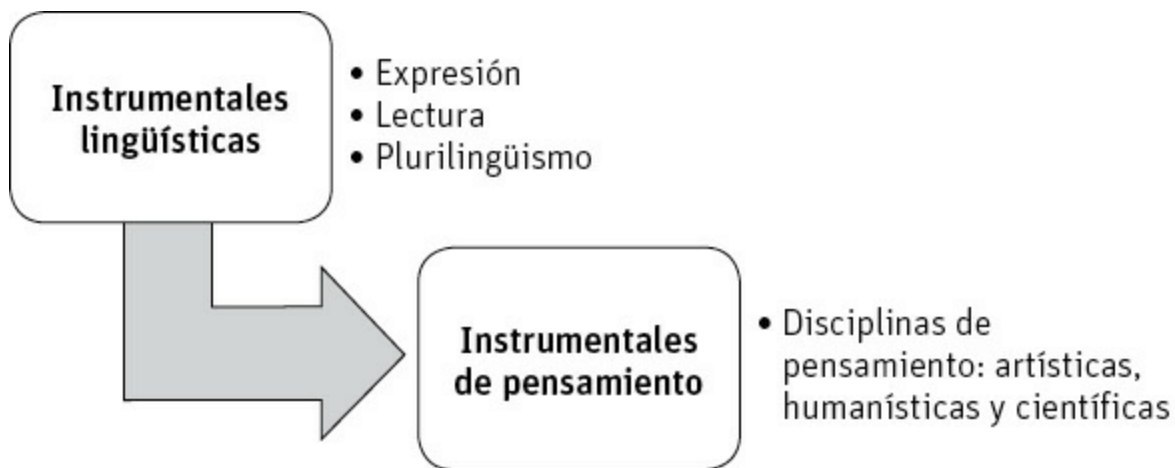 Instrumentales
lingüísticas
• Expresión
• Lectura
• Plurilingüismo
Instrumentales
de pensamiento
• Disciplinas de
pensamiento: artísticas,
humanísticas y científicas